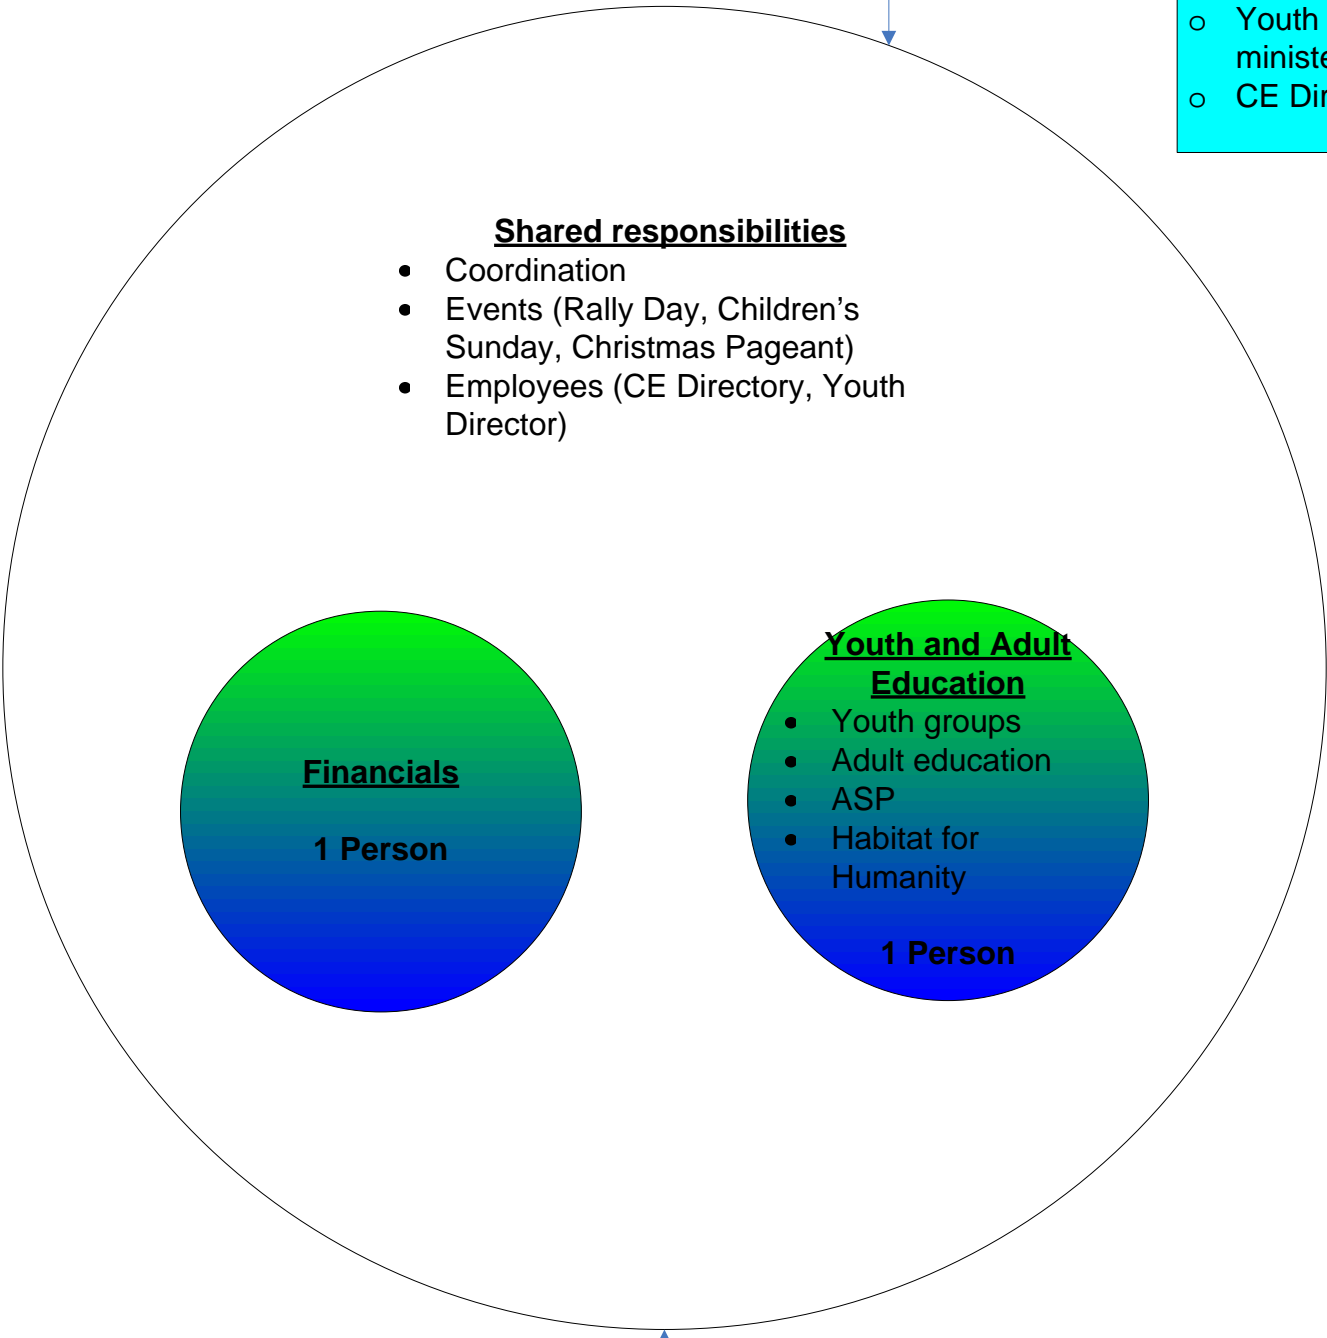 o Youth
o CE
Shared responsibilities
• Coordination
• Events (Rally Day, Children's
Sunday, Christmas Pageant)
• Employees (CE Directory, Youth
Director)
Youth and Adult
Education
• Youth groups
• Adult education
• ASP
• Habitat for
Humanity
1 Person
Financials
1 Person